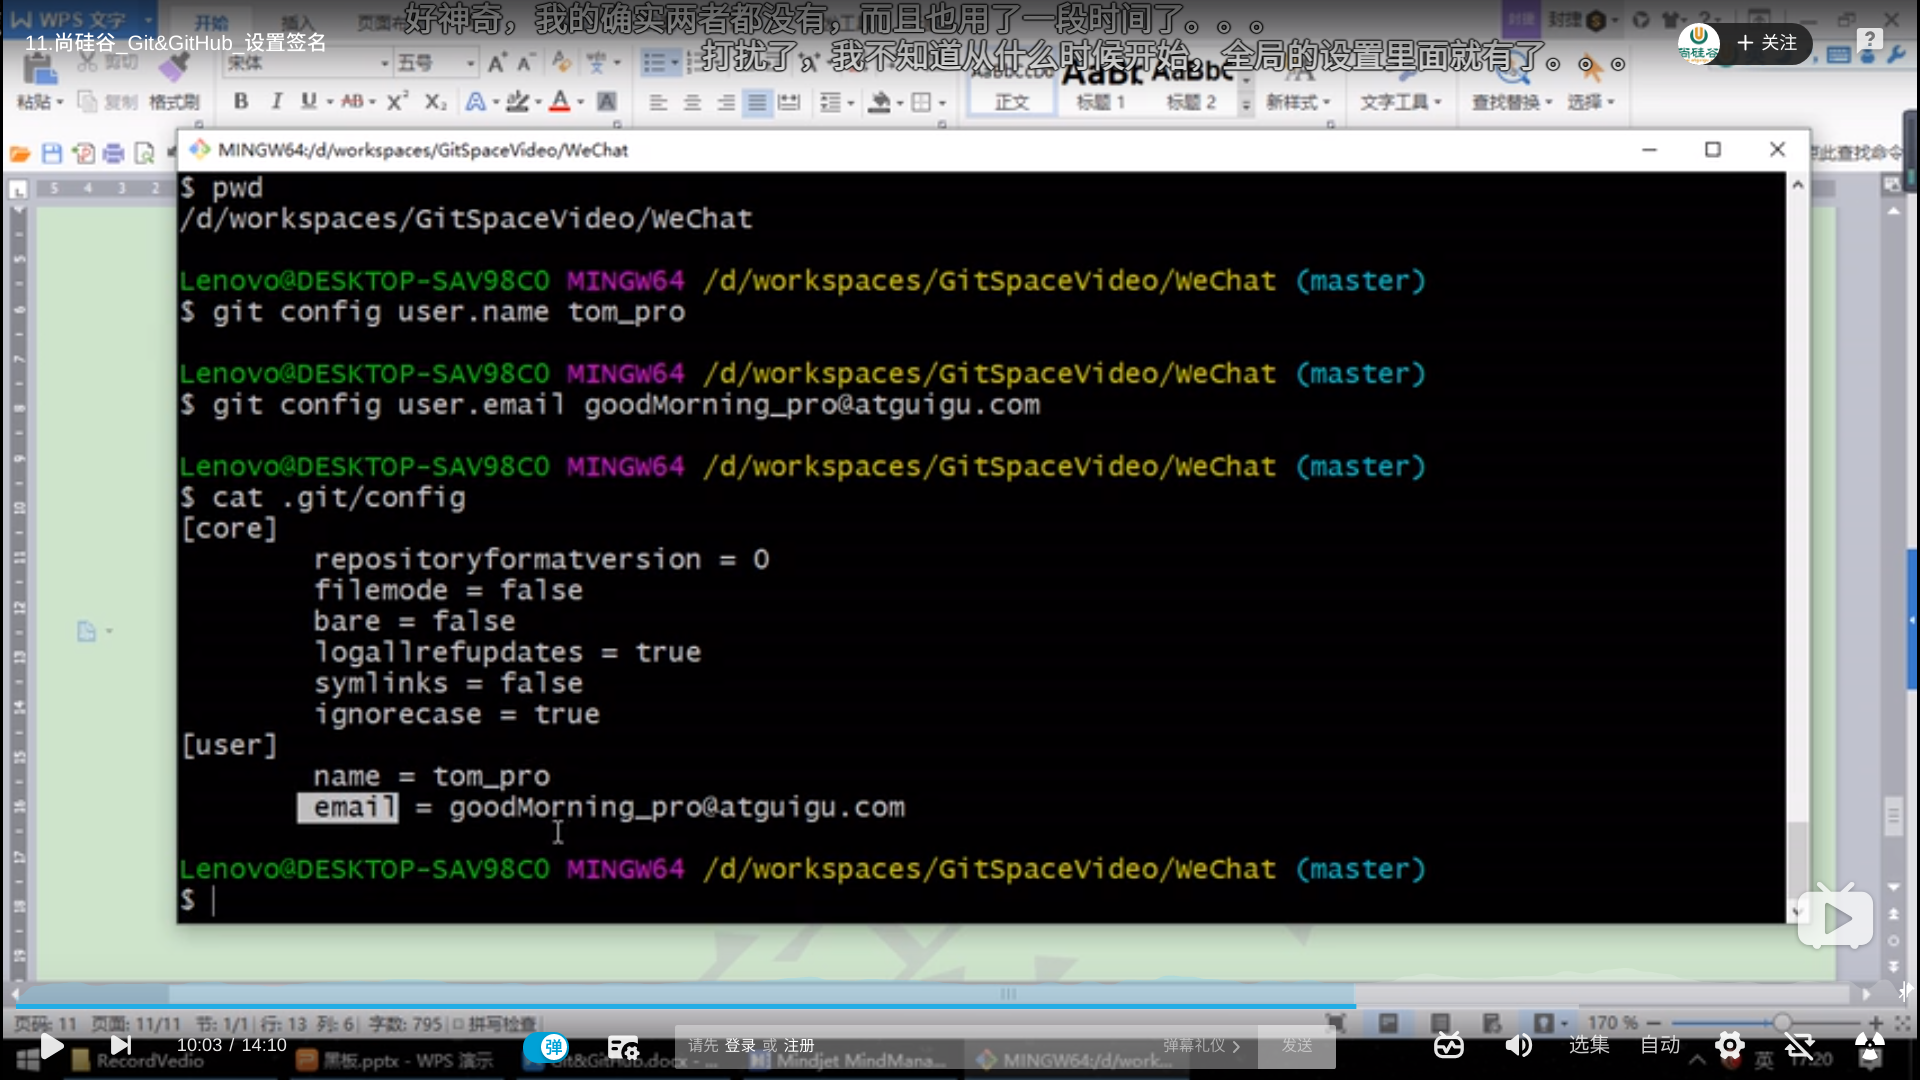 WPS 文字
开始
插入
好神奇，我的确实两者都没有，而且也用了一段时间了。。。
11.尚硅谷_Git&GitHub_设置签名
打扰了，我不知道从什么时候开始，全局的设置里面就有了。。。
+ 关注
宋体
五号
剪切
粘贴
复制
格式刷
正文
标题 1
标题 2
新样式
文字工具
查找替换
选择
MINGW64:/d/workspaces/GitSpaceVideo/WeChat
$ pwd
/d/workspaces/GitSpaceVideo/WeChat
Lenovo@DESKTOP-SAV98C0 MINGW64 /d/workspaces/GitSpaceVideo/WeChat (master)
$ git config user.name tom_pro
Lenovo@DESKTOP-SAV98C0 MINGW64 /d/workspaces/GitSpaceVideo/WeChat (master)
$ git config user.email goodMorning_pro@atguigu.com
Lenovo@DESKTOP-SAV98C0 MINGW64 /d/workspaces/GitSpaceVideo/WeChat (master)
$ cat .git/config
[core]
repositoryformatversion = 0
filemode = false
bare = false
logallrefupdates = true
symlinks = false
ignorecase = true
[user]
name = tom_pro
email = goodMorning_pro@atguigu.com
Lenovo@DESKTOP-SAV98C0 MINGW64 /d/workspaces/GitSpaceVideo/WeChat (master)
$
页码: 11 页面: 11/11 节: 1/1 行: 13 列: 6 字数: 795 拼写检查
170 %
10:03 / 14:10
弹
请先 登录 或 注册
弹幕礼仪
发送
选集
自动
RecordVedio
黑板.pptx - WPS 演示
Git&GitHub.docx - ...
Mindjet MindMana...
MINGW64:/d/work...
英
17:20